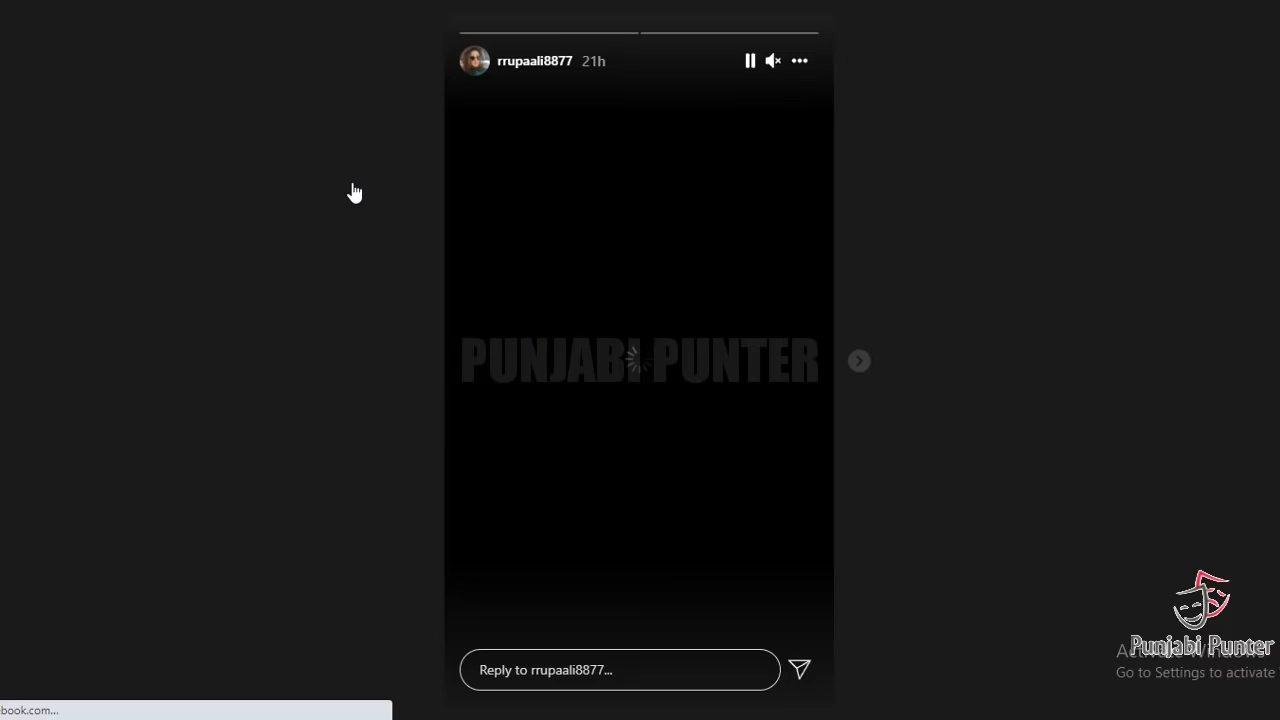 rrupaali8877 21h
PUNJABI PUNTER
Reply to rrupaali8877...
Punjabi Punter
Go to Settings to activate
book.com...